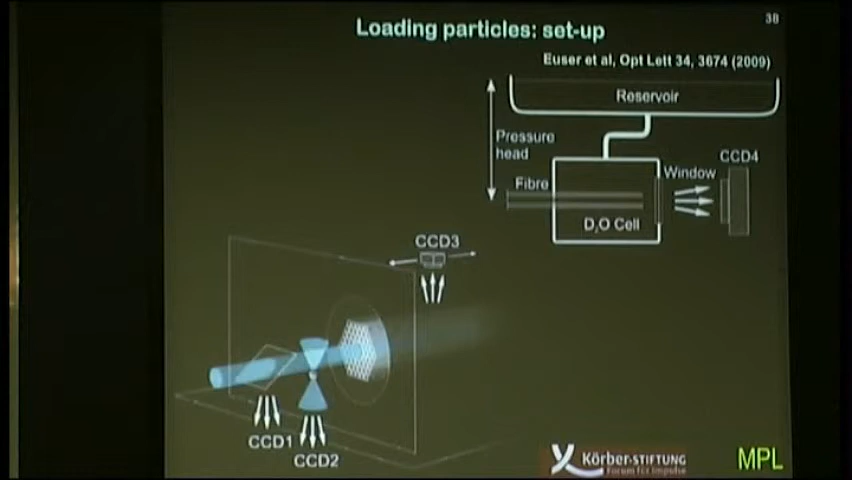 38
Loading particles: set-up
Euser et al, Opt Lett 34, 3674 (2009)
Reservoir
Pressure
head
CCD4
Window
Fibre
D₂O Cell
CCD3
CCD1
CCD2
Körber-STIFTUNG
Forum für Impulse
MPL